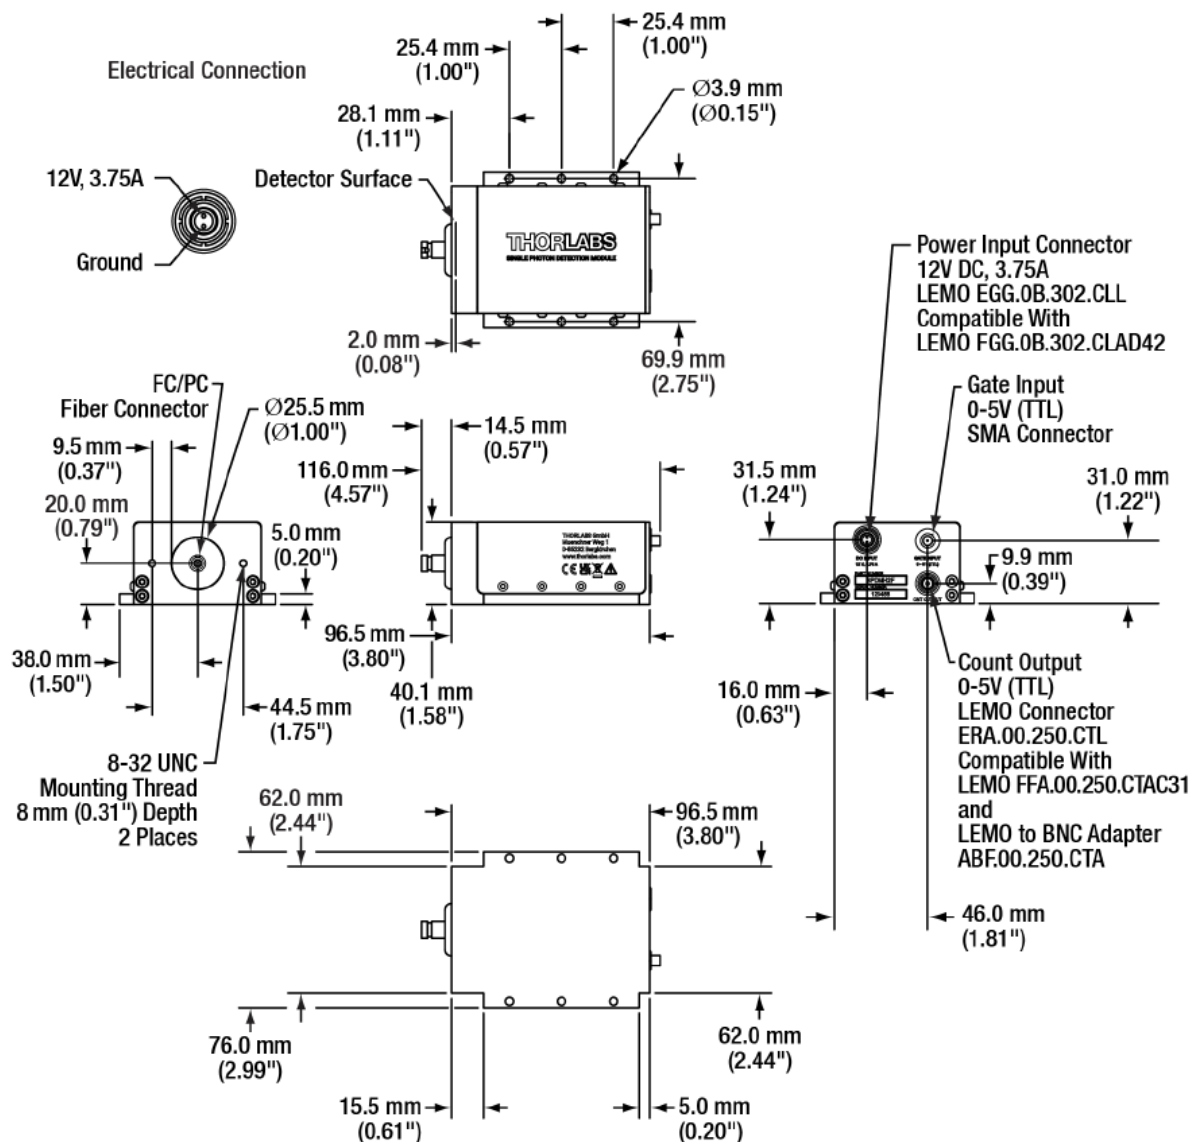 25.4 mm
(1.00")
25.4 mm
(1.00")
Electrical Connection
Ø3.9 mm
(Ø0.15")
28.1 mm
(1.11")
12V, 3.75A
Detector Surface
Ground
THORLABS
SINGLE PHOTON DETECTION MODULE
Power Input Connector
12V DC, 3.75A
LEMO EGG.0B.302.CLL
Compatible With
LEMO FGG.0B.302.CLAD42
2.0 mm
(0.08")
69.9 mm
(2.75")
FC/PC
Fiber Connector
Ø25.5 mm
(Ø1.00")
Gate Input
0-5V (TTL)
SMA Connector
9.5 mm
(0.37")
14.5 mm
(0.57")
116.0 mm
(4.57")
31.5 mm
(1.24")
31.0 mm
(1.22")
20.0 mm
(0.79")
5.0 mm
(0.20")
THORLABS GmbH
Muenchner Weg 1
D-85232 Bergkirchen
www.thorlabs.com
CE
9.9 mm
(0.39")
38.0 mm
(1.50")
96.5 mm
(3.80")
40.1 mm
(1.58")
44.5 mm
(1.75")
16.0 mm
(0.63")
Count Output
0-5V (TTL)
LEMO Connector
ERA.00.250.CTL
Compatible With
LEMO FFA.00.250.CTAC31
and
LEMO to BNC Adapter
ABF.00.250.CTA
8-32 UNC
Mounting Thread
8 mm (0.31") Depth
2 Places
62.0 mm
(2.44")
96.5 mm
(3.80")
46.0 mm
(1.81")
76.0 mm
(2.99")
62.0 mm
(2.44")
15.5 mm
(0.61")
5.0 mm
(0.20")